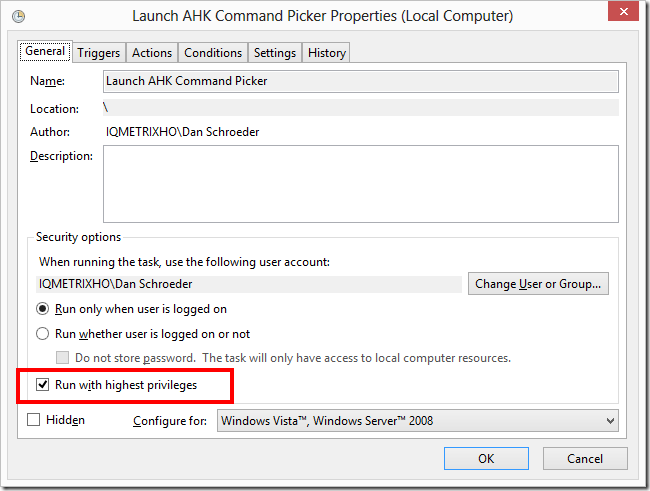 Launch AHK Command Picker Properties (Local Computer)
General Triggers Actions Conditions Settings History
Name: Launch AHK Command Picker
Location: \
Author: IQMETRIXHO\Dan Schroeder
Description:
Security options
When running the task, use the following user account:
IQMETRIXHO\Dan Schroeder Change User or Group...
Run only when user is logged on
Run whether user is logged on or not
Do not store password. The task will only have access to local computer resources.
Run with highest privileges
Hidden Configure for: Windows Vista™, Windows Server™ 2008
OK Cancel